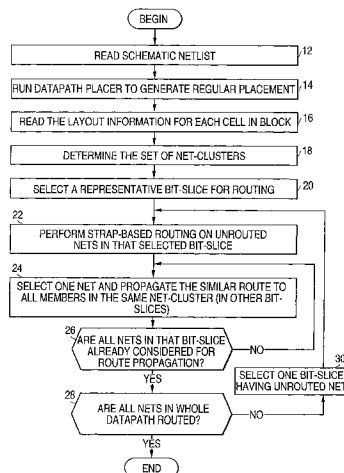 BEGIN
READ SCHEMATIC NETLIST
12
RUN DATAPATH PLACER TO GENERATE REGULAR PLACEMENT
14
READ THE LAYOUT INFORMATION FOR EACH CELL IN BLOCK
16
DETERMINE THE SET OF NET-CLUSTERS
18
SELECT A REPRESENTATIVE BIT-SLICE FOR ROUTING
20
22
PERFORM STRAP-BASED ROUTING ON UNROUTED
NETS IN THAT SELECTED BIT-SLICE
24
SELECT ONE NET AND PROPAGATE THE SIMILAR ROUTE TO
ALL MEMBERS IN THE SAME NET-CLUSTER (IN OTHER BIT-
SLICES)
26
ARE ALL NETS IN THAT BIT-SLICE
ALREADY CONSIDERED FOR
ROUTE PROPAGATION?
NO
YES
30
SELECT ONE BIT-SLICE
HAVING UNROUTED NET
28
ARE ALL NETS IN WHOLE
DATAPATH ROUTED?
NO
YES
END